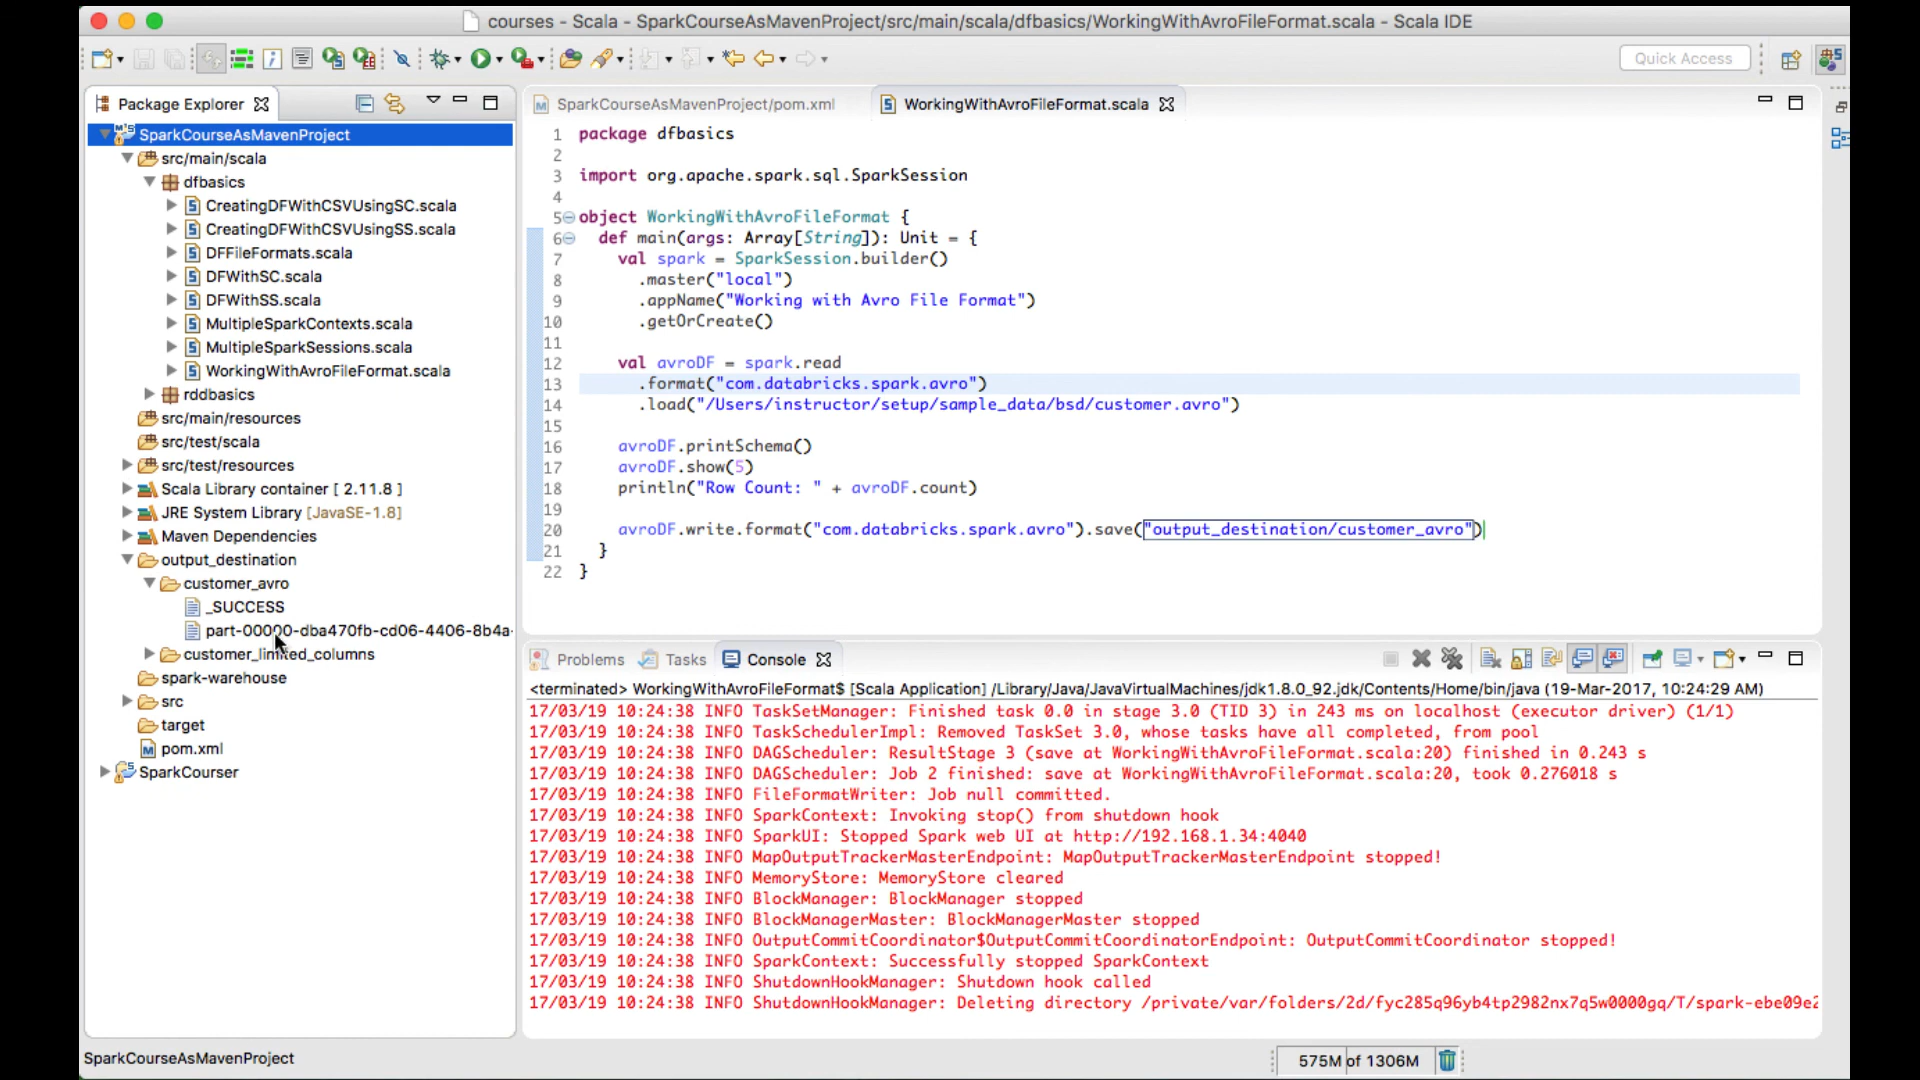 courses - Scala - SparkCourseAsMavenProject/src/main/scala/dfbasics/WorkingWithAvroFileFormat.scala - Scala IDE
Quick Access
Package Explorer
SparkCourseAsMavenProject
src/main/scala
dfbasics
CreatingDFWithCSVUsingSC.scala
CreatingDFWithCSVUsingSS.scala
DFFileFormats.scala
DFWithSC.scala
DFWithSS.scala
MultipleSparkContexts.scala
MultipleSparkSessions.scala
WorkingWithAvroFileFormat.scala
rddbasics
src/main/resources
src/test/scala
src/test/resources
Scala Library container [ 2.11.8 ]
JRE System Library [JavaSE-1.8]
Maven Dependencies
output_destination
customer_avro
_SUCCESS
part-00000-dba470fb-cd06-4406-8b4a-
customer_limited_columns
spark-warehouse
src
target
pom.xml
SparkCourser
SparkCourseAsMavenProject/pom.xml
WorkingWithAvroFileFormat.scala
1 package dfbasics
2
3 import org.apache.spark.sql.SparkSession
4
5 object WorkingWithAvroFileFormat {
6 def main(args: Array[String]): Unit = {
7 val spark = SparkSession.builder()
8 .master("local")
9 .appName("Working with Avro File Format")
10 .getOrCreate()
11
12 val avroDF = spark.read
13 .format("com.databricks.spark.avro")
14 .load("/Users/instructor/setup/sample_data/bsd/customer.avro")
15
16 avroDF.printSchema()
17 avroDF.show(5)
18 println("Row Count: " + avroDF.count)
19
20 avroDF.write.format("com.databricks.spark.avro").save("output_destination/customer_avro")
21 }
22 }
Problems
Tasks
Console
<terminated> WorkingWithAvroFileFormat$ [Scala Application] /Library/Java/JavaVirtualMachines/jdk1.8.0_92.jdk/Contents/Home/bin/java (19-Mar-2017, 10:24:29 AM)
17/03/19 10:24:38 INFO TaskSetManager: Finished task 0.0 in stage 3.0 (TID 3) in 243 ms on localhost (executor driver) (1/1)
17/03/19 10:24:38 INFO TaskSchedulerImpl: Removed TaskSet 3.0, whose tasks have all completed, from pool
17/03/19 10:24:38 INFO DAGScheduler: ResultStage 3 (save at WorkingWithAvroFileFormat.scala:20) finished in 0.243 s
17/03/19 10:24:38 INFO DAGScheduler: Job 2 finished: save at WorkingWithAvroFileFormat.scala:20, took 0.276018 s
17/03/19 10:24:38 INFO FileFormatWriter: Job null committed.
17/03/19 10:24:38 INFO SparkContext: Invoking stop() from shutdown hook
17/03/19 10:24:38 INFO SparkUI: Stopped Spark web UI at http://192.168.1.34:4040
17/03/19 10:24:38 INFO MapOutputTrackerMasterEndpoint: MapOutputTrackerMasterEndpoint stopped!
17/03/19 10:24:38 INFO MemoryStore: MemoryStore cleared
17/03/19 10:24:38 INFO BlockManager: BlockManager stopped
17/03/19 10:24:38 INFO BlockManagerMaster: BlockManagerMaster stopped
17/03/19 10:24:38 INFO OutputCommitCoordinator$OutputCommitCoordinatorEndpoint: OutputCommitCoordinator stopped!
17/03/19 10:24:38 INFO SparkContext: Successfully stopped SparkContext
17/03/19 10:24:38 INFO ShutdownHookManager: Shutdown hook called
17/03/19 10:24:38 INFO ShutdownHookManager: Deleting directory /private/var/folders/2d/fyc285q96yb4tp2982nx7q5w0000gq/T/spark-ebe09e2
SparkCourseAsMavenProject
575M of 1306M